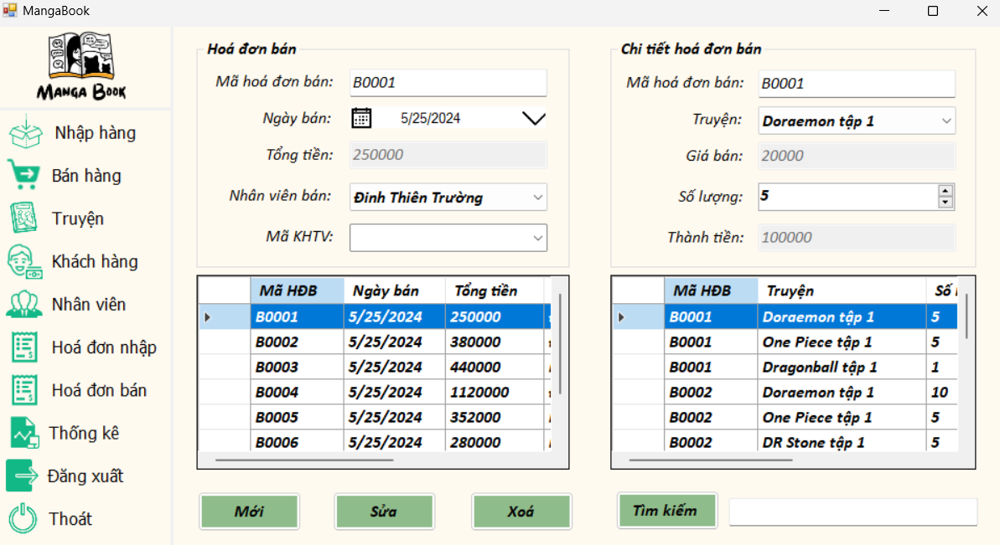 MangaBook
MANGA BOOK
Nhập hàng
Bán hàng
Truyện
Khách hàng
Nhân viên
Hoá đơn nhập
Hoá đơn bán
Thống kê
Đăng xuất
Thoát
Hoá đơn bán
Mã hoá đơn bán: B0001
Ngày bán: 5/25/2024
Tổng tiền: 250000
Nhân viên bán: Đinh Thiên Trường
Mã KHTV:
Mã HĐB Ngày bán Tổng tiền
B0001 5/25/2024 250000
B0002 5/25/2024 380000
B0003 5/25/2024 440000
B0004 5/25/2024 1120000
B0005 5/25/2024 352000
B0006 5/25/2024 280000
Mới Sửa Xoá
Chi tiết hoá đơn bán
Mã hoá đơn bán: B0001
Truyện: Doraemon tập 1
Giá bán: 20000
Số lượng: 5
Thành tiền: 100000
Mã HĐB Truyện Số
B0001 Doraemon tập 1 5
B0001 One Piece tập 1 5
B0001 Dragonball tập 1 1
B0002 Doraemon tập 1 10
B0002 One Piece tập 1 5
B0002 DR Stone tập 1 5
Tìm kiếm